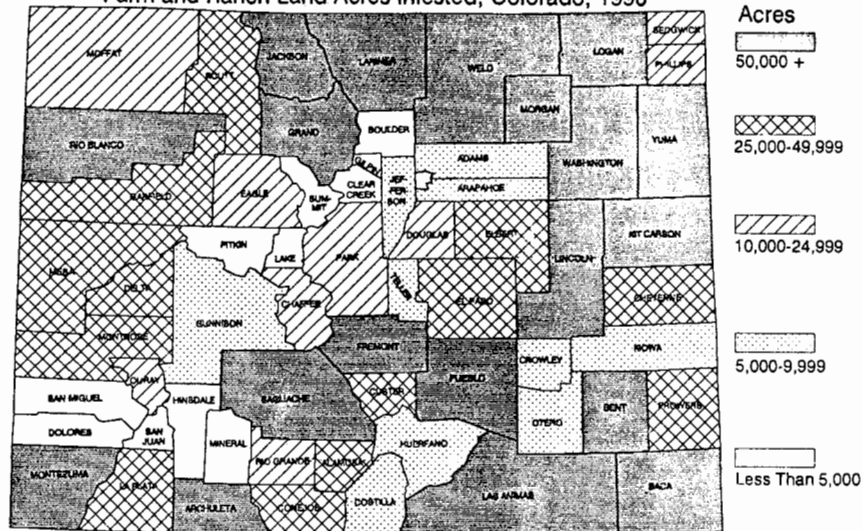 Farm and Ranch Land Acres Infested, Colorado, 1990
Acres
50,000 +
25,000-49,999
10,000-24,999
5,000-9,999
Less Than 5,000
MOFFAT
ROUTT
JACKSON
LARIMER
WELD
LOGAN
SEDGWICK
PHILLIPS
RIO BLANCO
GRAND
BOULDER
MORGAN
WASHINGTON
YUMA
GARFIELD
EAGLE
SUM-
MIT
GILPIN
CLEAR
CREEK
JEF-
FER-
SON
ADAMS
ARAPAHOE
MESA
PITKIN
LAKE
PARK
DOUGLAS
ELBERT
LINCOLN
KIT CARSON
DELTA
GUNNISON
CHAFFEE
TELLER
EL PASO
CHEYENNE
MONTROSE
OURAY
FREMONT
CROWLEY
KIOWA
SAN MIGUEL
HINSDALE
SAGUACHE
CUSTER
PUEBLO
OTERO
BENT
PROWERS
DOLORES
SAN
JUAN
MINERAL
RIO GRANDE
ALAMOSA
HUERFANO
MONTEZUMA
LA PLATA
ARCHULETA
CONEJOS
COSTILLA
LAS ANIMAS
BACA